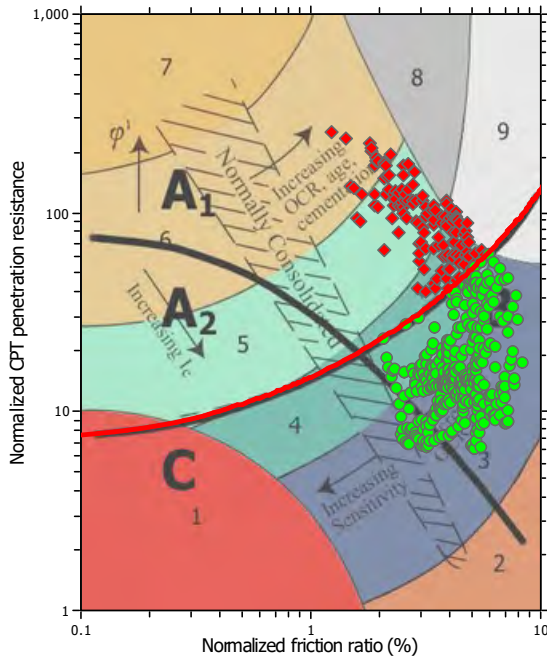 1,000
7
8
9
φ'
Increasing
OCR, age,
cementation
A1
Normally Consolidated
100
6
A2
Increasing Ic
5
4
10
C
3
1
Increasing
Sensitivity
2
1
0.1
1
10
Normalized CPT penetration resistance
Normalized friction ratio (%)